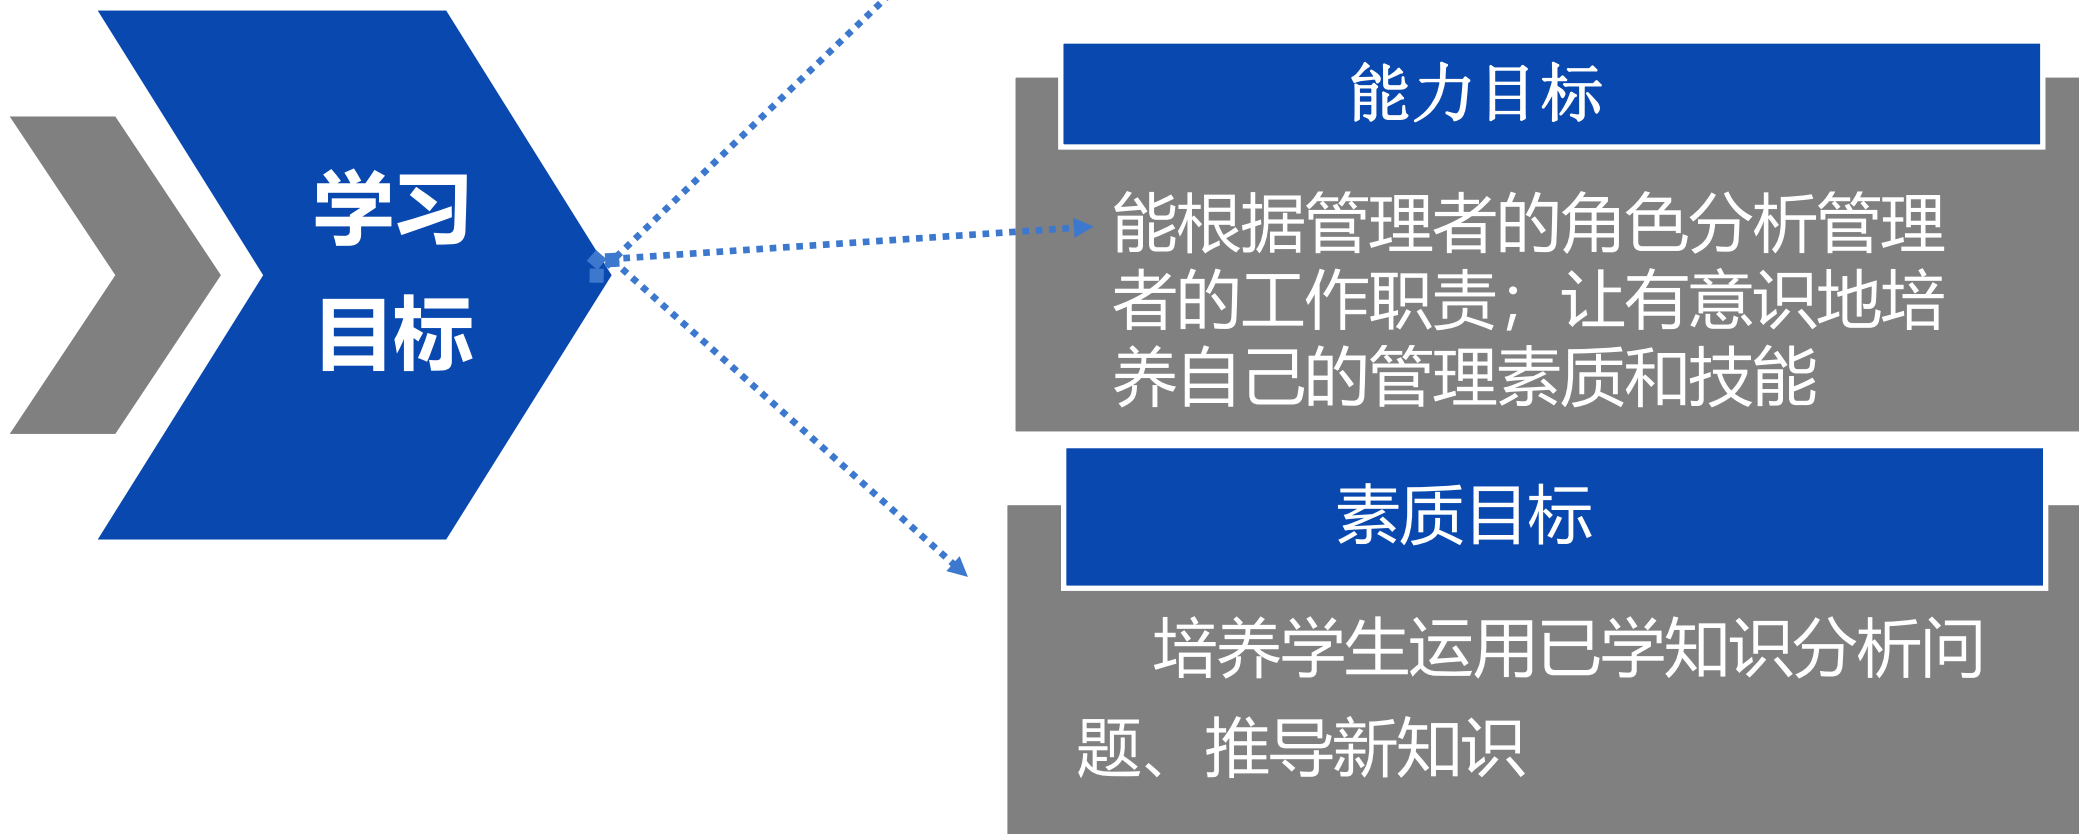 学习
目标
能力目标
能根据管理者的角色分析管理
者的工作职责；让有意识地培
养自己的管理素质和技能
素质目标
培养学生运用已学知识分析问
题、推导新知识